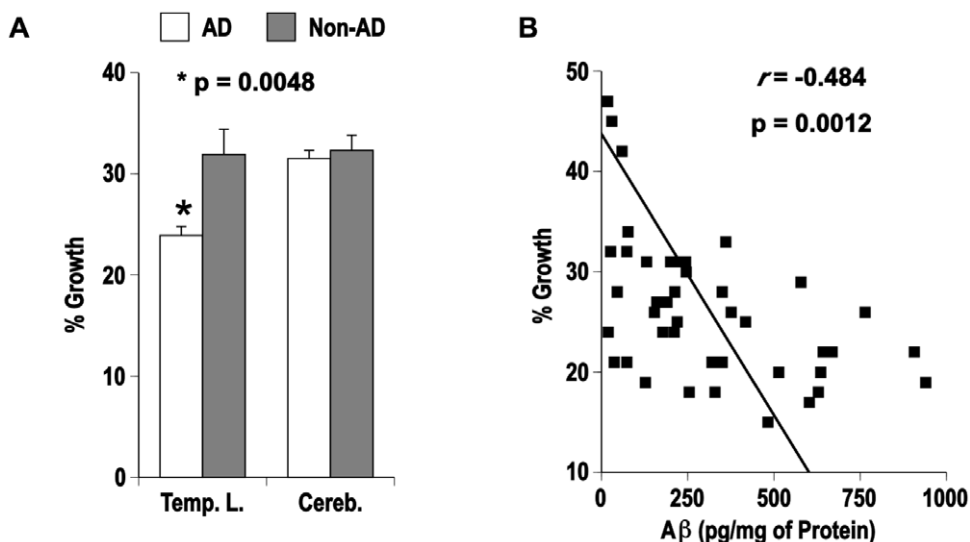 A
AD Non-AD
* p = 0.0048
% Growth
40
30
20
10
0
*
Temp. L. Cereb.
B
r = -0.484
p = 0.0012
% Growth
50
40
30
20
10
0 250 500 750 1000
Aβ (pg/mg of Protein)